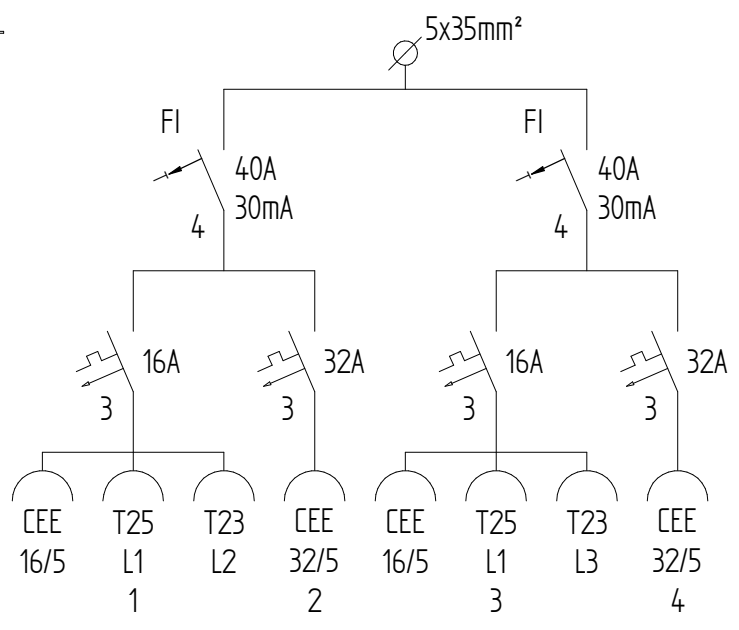 5x35mm²
FI
40A
30mA
4
FI
40A
30mA
4
16A
3
32A
3
16A
3
32A
3
CEE T25 T23 CEE CEE T25 T23 CEE
16/5 L1 L2 32/5 16/5 L1 L3 32/5
1 2 3 4